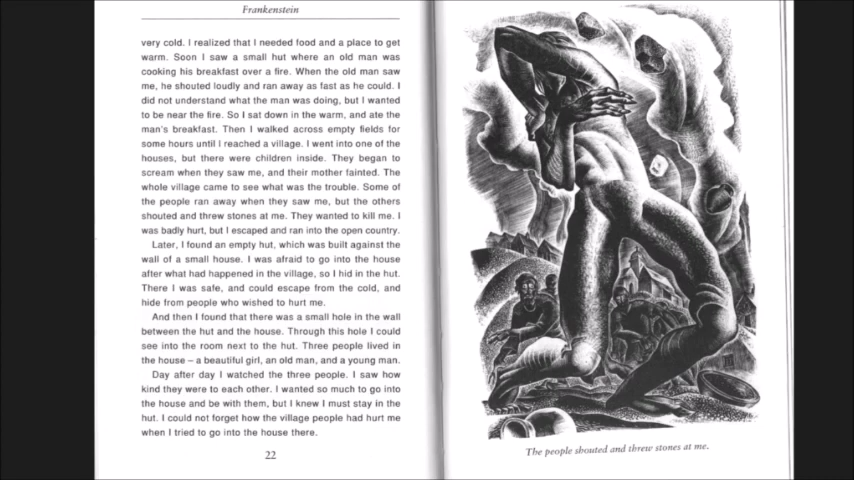 Frankenstein
very cold. I realized that I needed food and a place to get
warm. Soon I saw a small hut where an old man was
cooking his breakfast over a fire. When the old man saw
me, he shouted loudly and ran away as fast as he could. I
did not understand what the man was doing, but I wanted
to be near the fire. So I sat down in the warm, and ate the
man's breakfast. Then I walked across empty fields for
some hours until I reached a village. I went into one of the
houses, but there were children inside. They began to
scream when they saw me, and their mother fainted. The
whole village came to see what was the trouble. Some of
the people ran away when they saw me, but the others
shouted and threw stones at me. They wanted to kill me. I
was badly hurt, but I escaped and ran into the open country.
Later, I found an empty hut, which was built against the
wall of a small house. I was afraid to go into the house
after what had happened in the village, so I hid in the hut.
There I was safe, and could escape from the cold, and
hide from people who wished to hurt me.
And then I found that there was a small hole in the wall
between the hut and the house. Through this hole I could
see into the room next to the hut. Three people lived in
the house – a beautiful girl, an old man, and a young man.
Day after day I watched the three people. I saw how
kind they were to each other. I wanted so much to go into
the house and be with them, but I knew I must stay in the
hut. I could not forget how the village people had hurt me
when I tried to go into the house there.
22
The people shouted and threw stones at me.